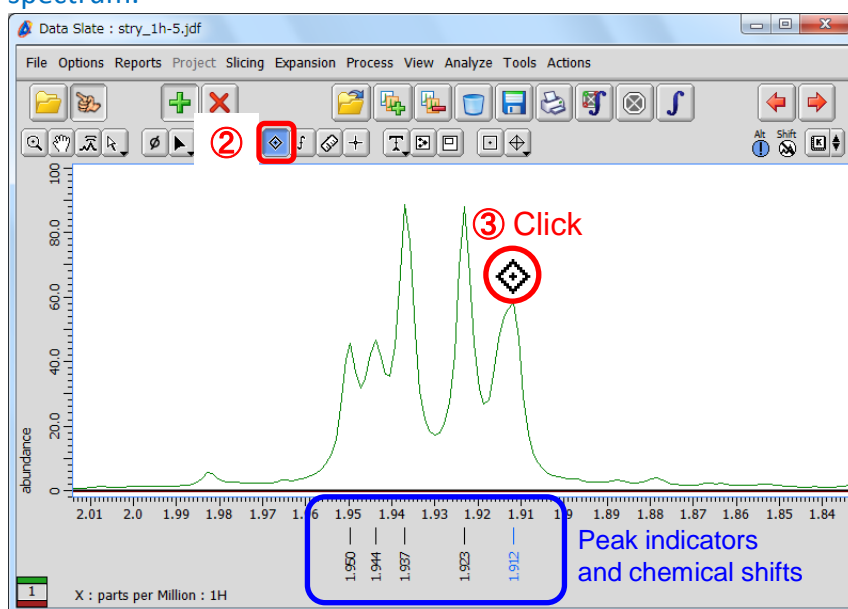 spectrum.
Data Slate : stry_1h-5.jdf
File Options Reports Project Slicing Expansion Process View Analyze Tools Actions
②
Alt Shift
③ Click
100
80.0
60.0
40.0
20.0
0
abundance
2.01 2.0 1.99 1.98 1.97 1.96 1.95 1.94 1.93 1.92 1.91 1.9 1.89 1.88 1.87 1.86 1.85 1.84
1.950 1.944 1.937 1.923 1.912
Peak indicators
and chemical shifts
1
X : parts per Million : 1H